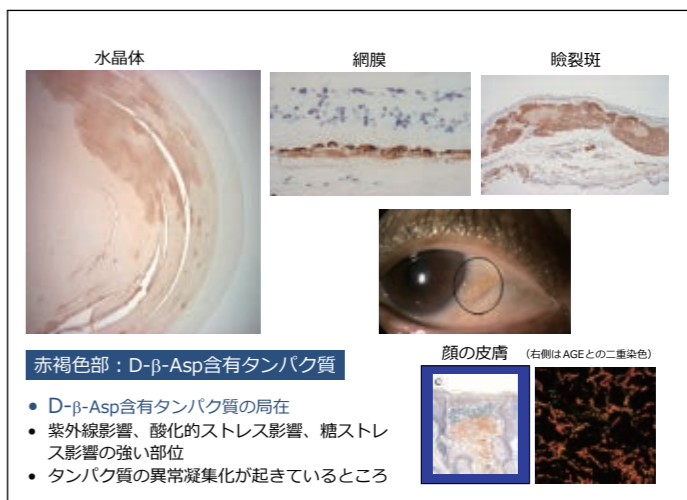 水晶体
網膜
瞼裂斑
赤褐色部：D-β-Asp含有タンパク質
顔の皮膚 （右側はAGEとの二重染色）
• D-β-Asp含有タンパク質の局在
• 紫外線影響、酸化的ストレス影響、糖ストレ
ス影響の強い部位
• タンパク質の異常凝集化が起きているところ